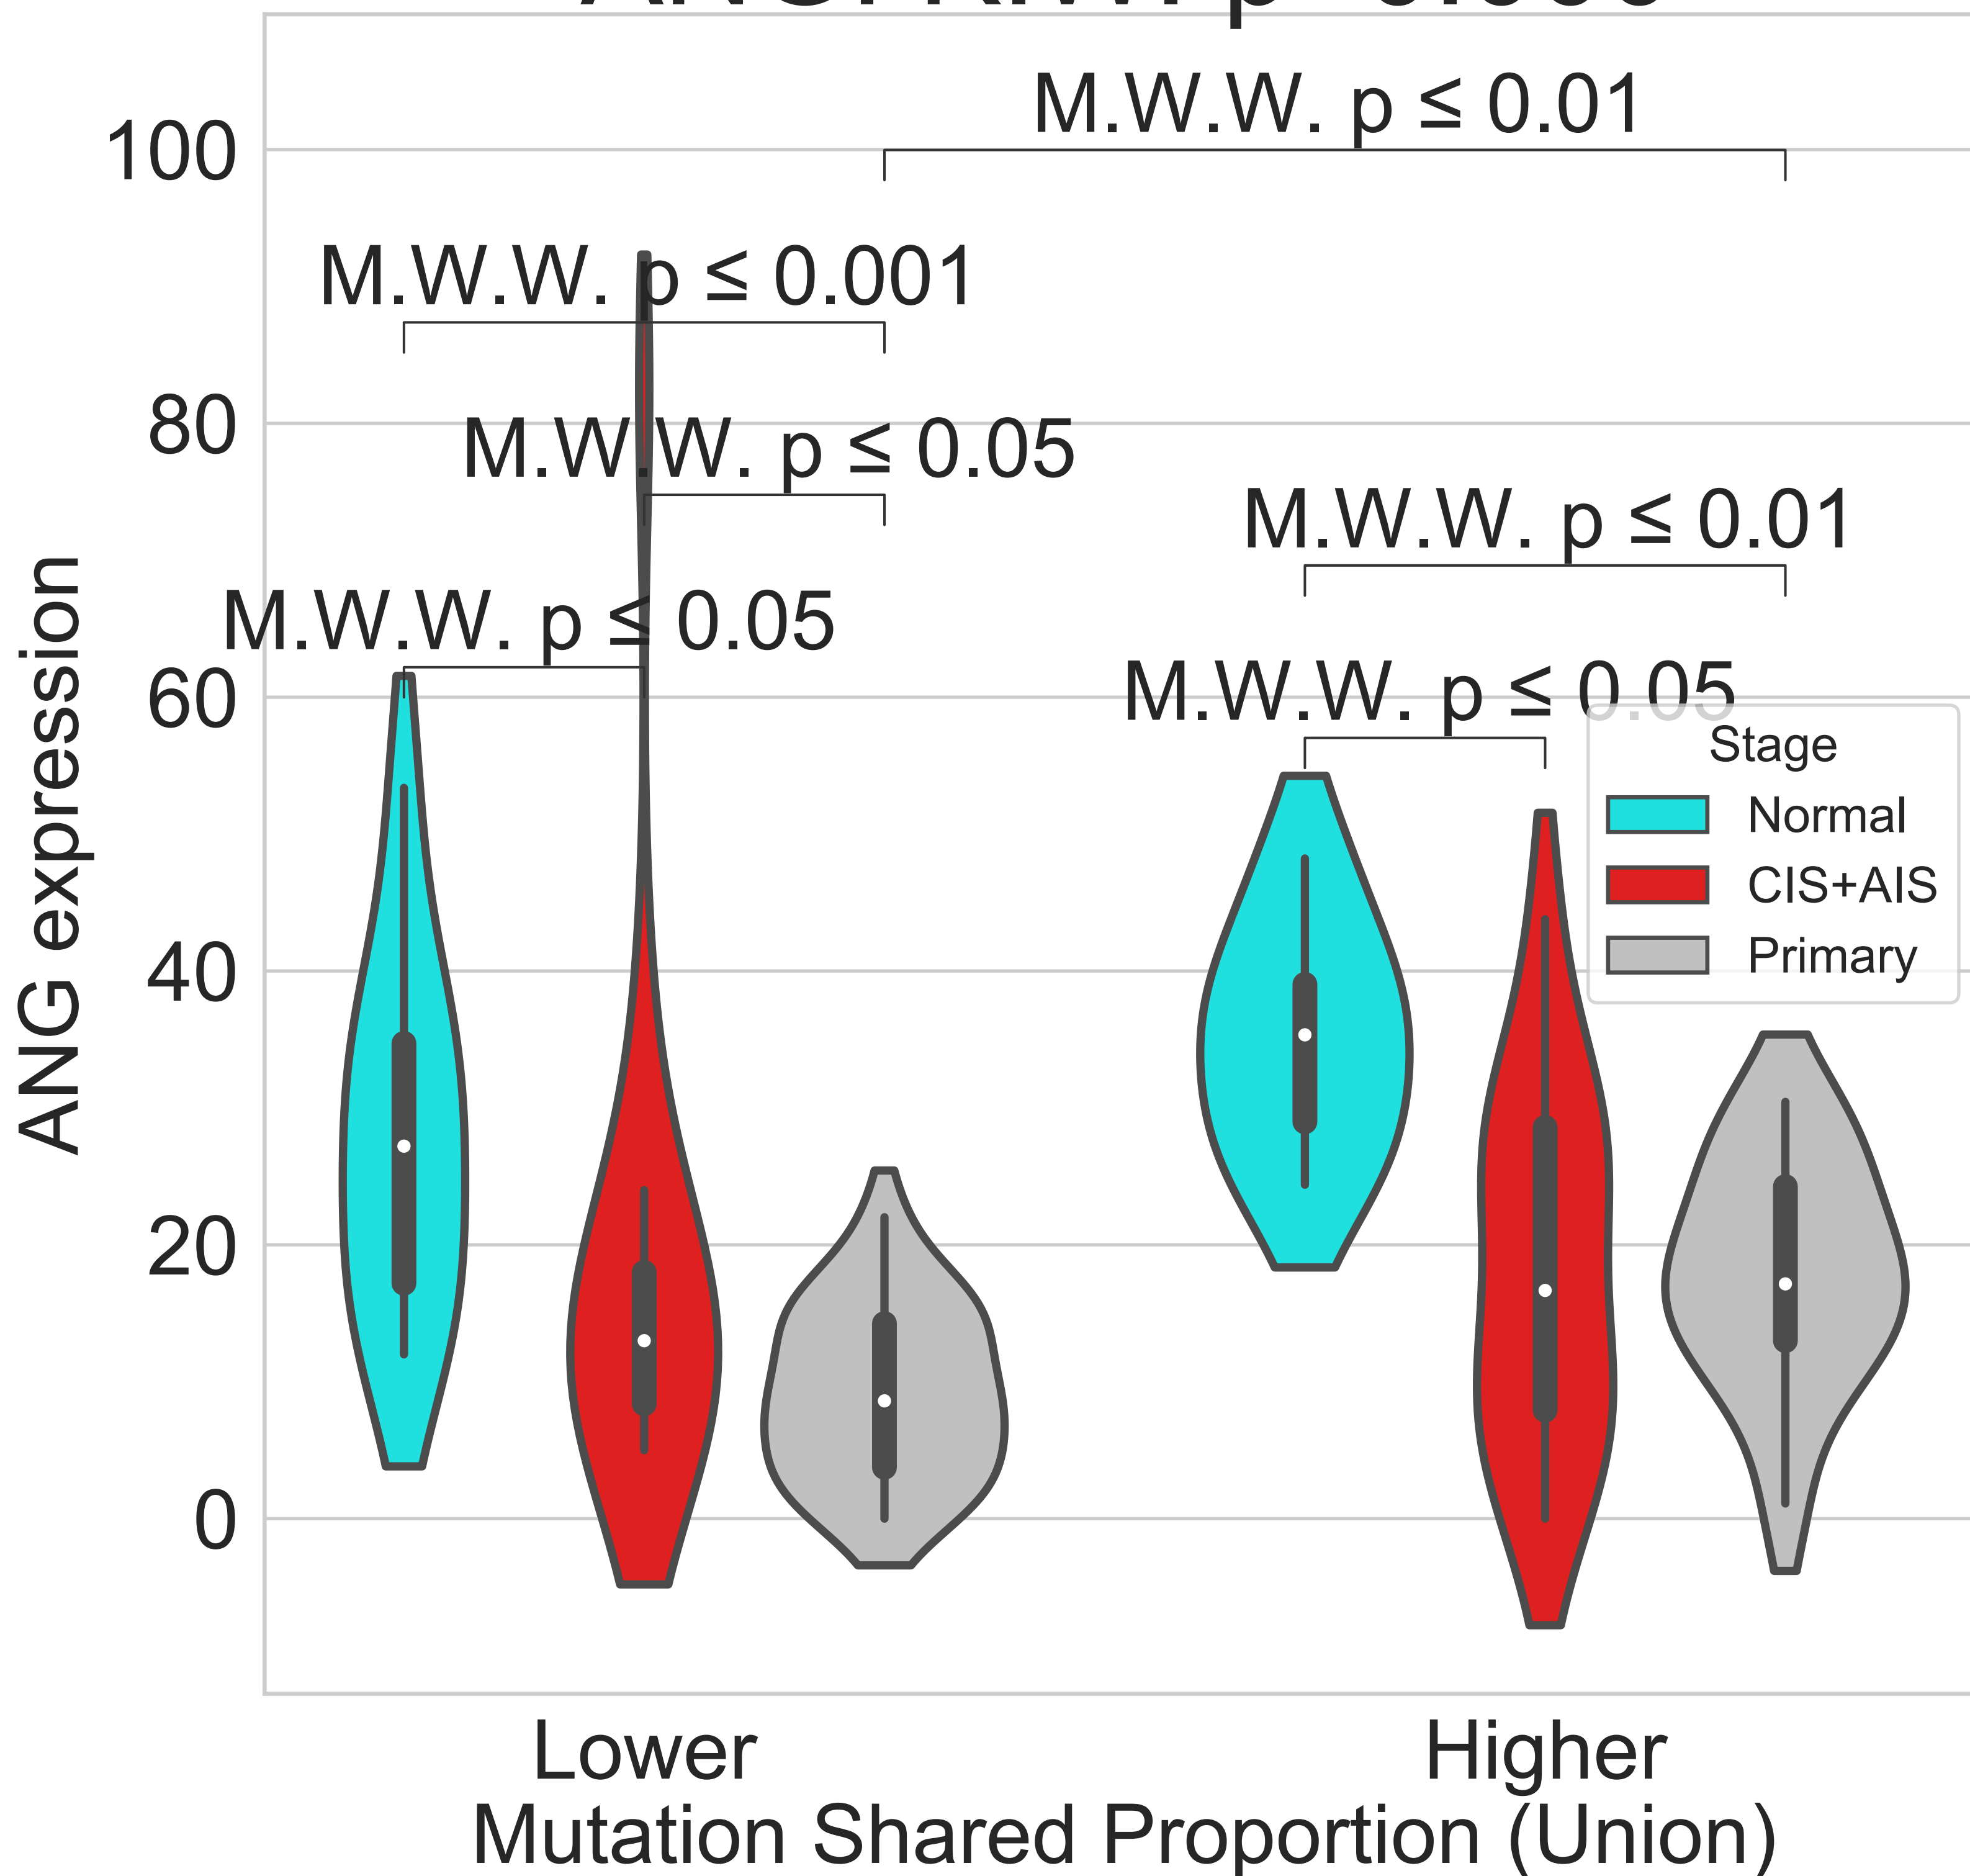 M.W.W. p ≤ 0.01
100
M.W.W. p ≤ 0.001
80
M.W.W. p ≤ 0.05
M.W.W. p ≤ 0.01
M.W.W. p ≤ 0.05
60
M.W.W. p ≤ 0.05
Stage
Normal
CIS+AIS
Primary
40
20
0
ANG expression
Lower
Higher
Mutation Shared Proportion (Union)